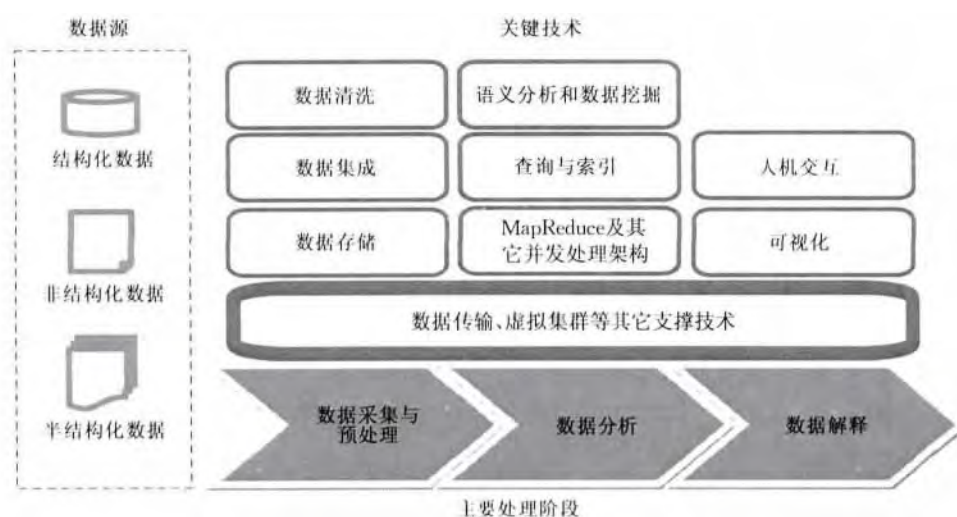 数据源
关键技术
结构化数据
非结构化数据
半结构化数据
数据清洗
语义分析和数据挖掘
数据集成
查询与索引
人机交互
数据存储
MapReduce及其
它并发处理架构
可视化
数据传输、虚拟集群等其它支撑技术
数据采集与
预处理
数据分析
数据解释
主要处理阶段